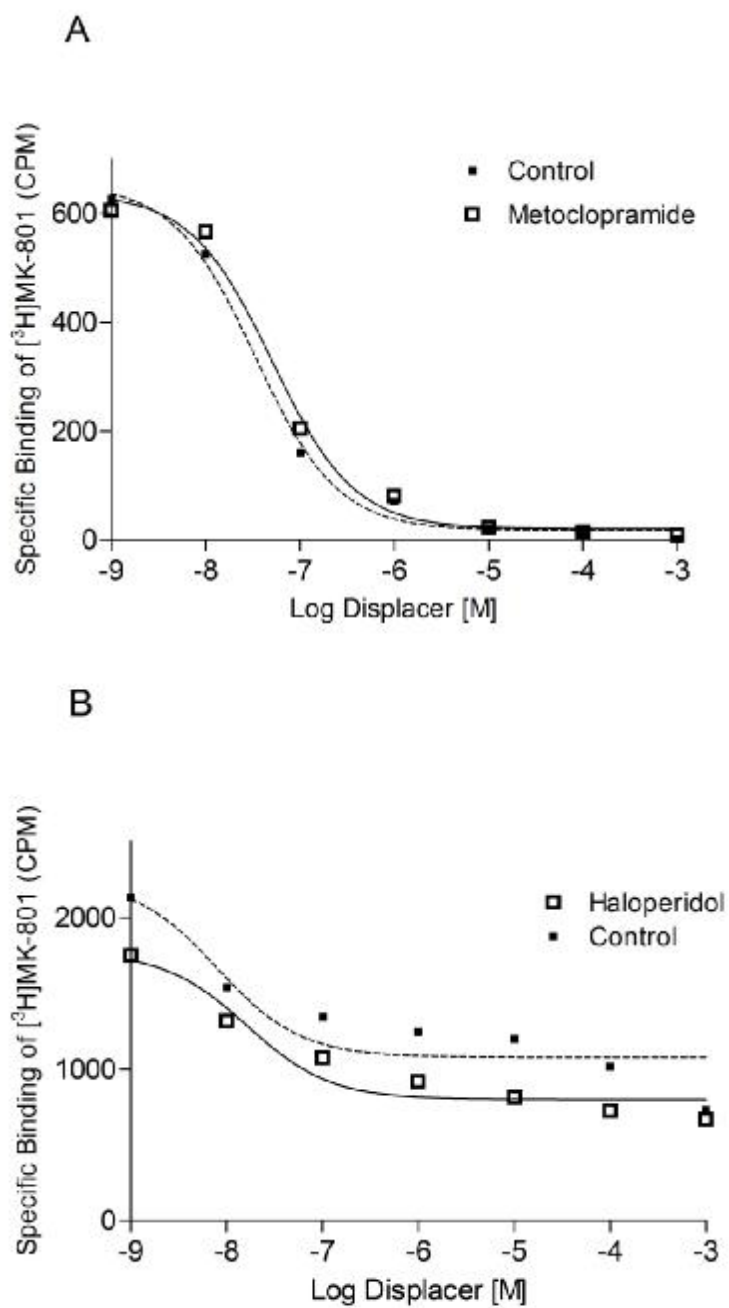 A
Specific Binding of [³H]MK-801 (CPM)
600
400
200
0
Control
Metoclopramide
-9 -8 -7 -6 -5 -4 -3
Log Displacer [M]
B
Specific Binding of [³H]MK-801 (CPM)
2000
1000
0
Haloperidol
Control
-9 -8 -7 -6 -5 -4 -3
Log Displacer [M]